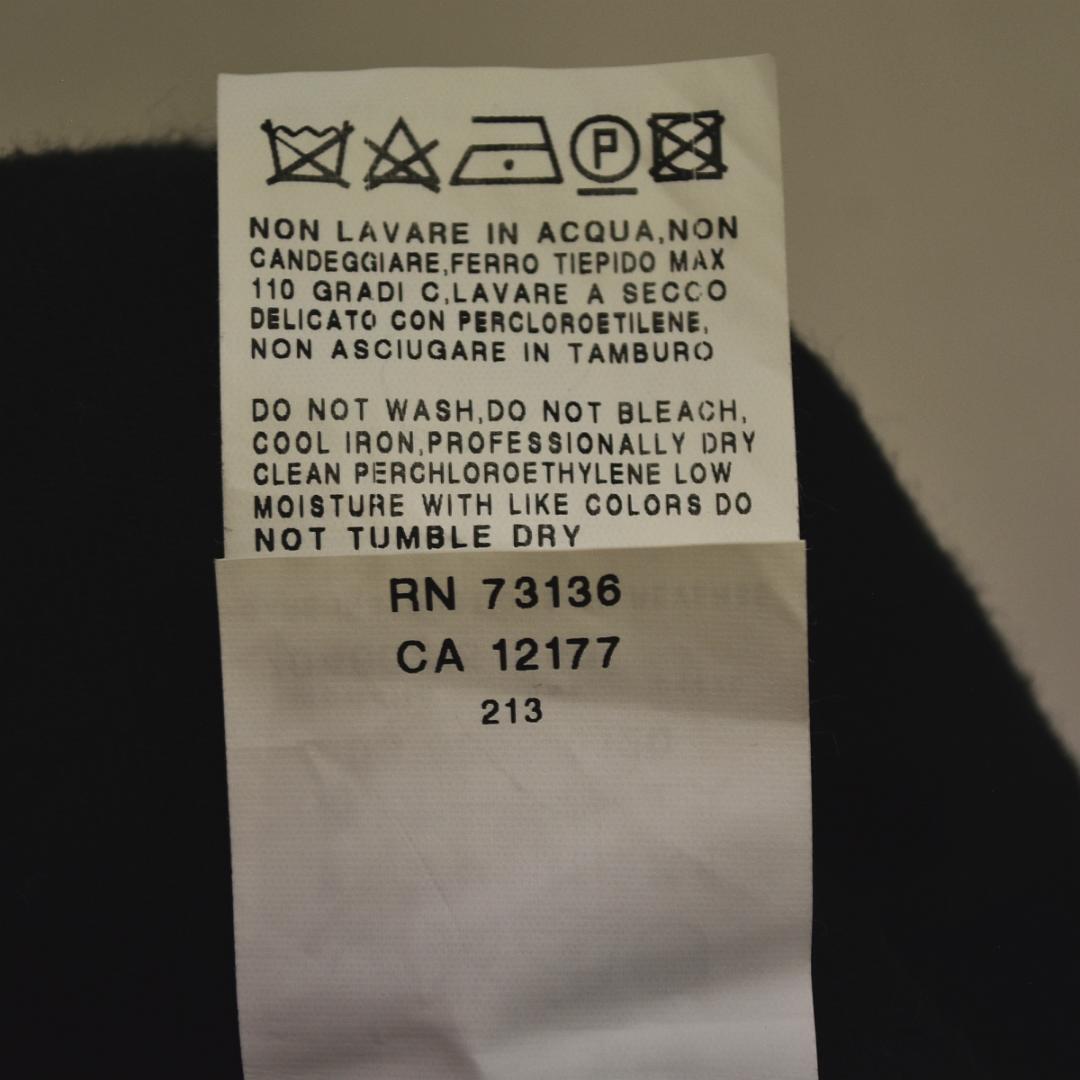 P
NON LAVARE IN ACQUA,NON
CANDEGGIARE,FERRO TIEPIDO MAX
110 GRADI C,LAVARE A SECCO
DELICATO CON PERCLOROETILENE,
NON ASCIUGARE IN TAMBURO
DO NOT WASH,DO NOT BLEACH,
COOL IRON,PROFESSIONALLY DRY
CLEAN PERCHLOROETHYLENE LOW
MOISTURE WITH LIKE COLORS DO
NOT TUMBLE DRY
RN 73136
CA 12177
213